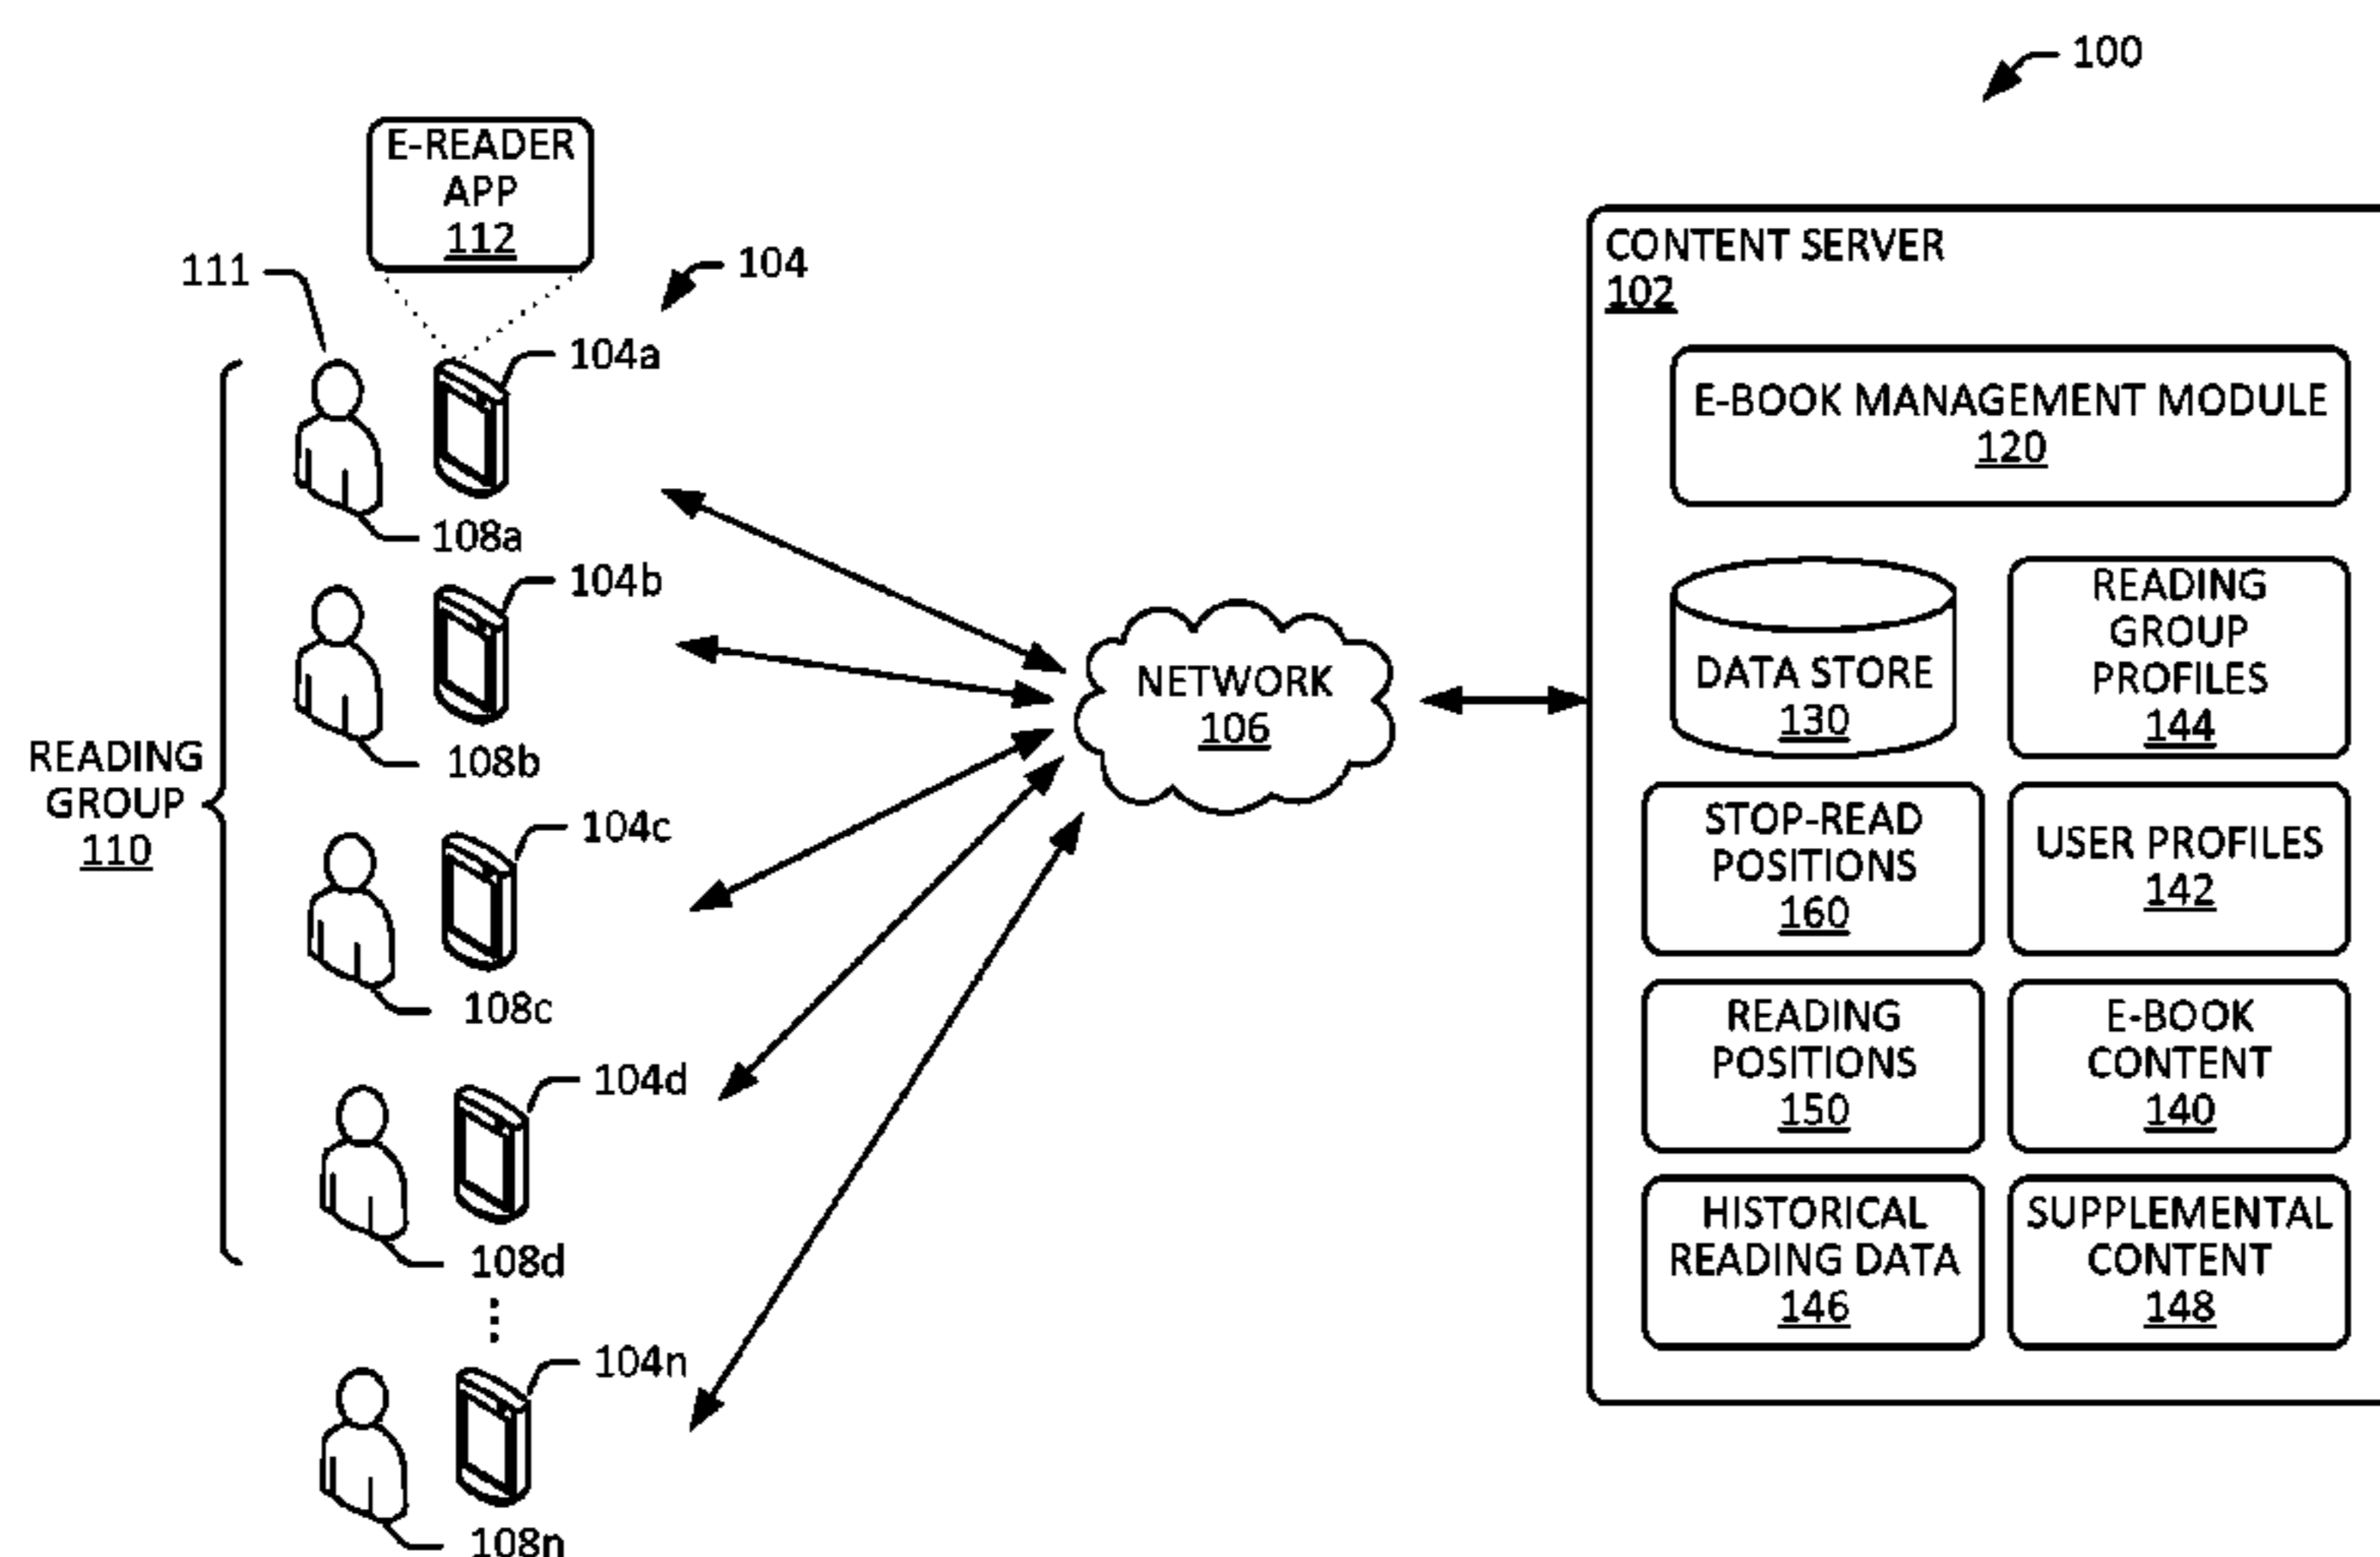 100
E-READER
APP
112
111
104
104a
108a
104b
108b
READING
GROUP
110
104c
108c
104d
108d
104n
108n
NETWORK
106
CONTENT SERVER
102
E-BOOK MANAGEMENT MODULE
120
DATA STORE
130
READING
GROUP
PROFILES
144
STOP-READ
POSITIONS
160
USER PROFILES
142
READING
POSITIONS
150
E-BOOK
CONTENT
140
HISTORICAL
READING DATA
146
SUPPLEMENTAL
CONTENT
148